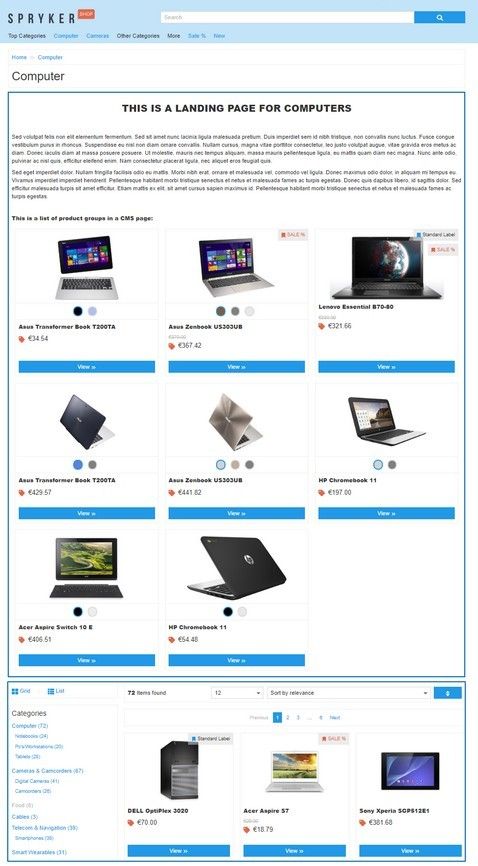 SPRYKER SHOP
Search
Top Categories Computer Cameras Other Categories More Sale % New
Home Computer
Computer
THIS IS A LANDING PAGE FOR COMPUTERS
Sed volutpat felis non elit elementum fermentum. Sed sit amet nunc lacinia ligula malesuada pretium. Duis imperdiet sem id nibh tristique, non convallis nunc luctus. Fusce congue
vestibulum purus in rhoncus. Suspendisse eu nisl non diam ornare convallis. Nullam cursus, magna vitae porttitor consectetur, leo justo volutpat augue, vitae gravida eros metus ac
diam. Donec iaculis diam at massa posuere posuere. Ut molestie, mauris nec tempus aliquam, massa mauris pellentesque ligula, eu mattis quam diam nec magna. Nunc ante odio,
pulvinar ac nisi quis, efficitur eleifend enim. Nam consectetur placerat ligula, nec aliquet eros feugiat quis.
Sed eget imperdiet dolor. Nullam fringilla facilisis odio et mattis. Morbi nibh erat, ornare et malesuada vel, commodo vel ligula. Donec maximus odio dolor, in aliquam mi tempus eu.
Vivamus imperdiet imperdiet hendrerit. Pellentesque habitant morbi tristique senectus et netus et malesuada fames ac turpis egestas. Donec quis dapibus libero, id sagittis dolor. Sed
efficitur malesuada turpis sit amet efficitur. Etiam mattis ex elit, sit amet cursus sapien maximus id. Pellentesque habitant morbi tristique senectus et netus et malesuada fames ac
turpis egestas.
This is a list of product groups in a CMS page:
SALE %
Standard Label
SALE %
Asus Transformer Book T200TA
€34.54
View »
Asus Zenbook US303UB
€367.42
View »
Lenovo Essential B70-80
€321.66
View »
Asus Transformer Book T200TA
€429.57
View »
Asus Zenbook US303UB
€441.82
View »
HP Chromebook 11
€197.00
View »
Acer Aspire Switch 10 E
€406.51
View »
HP Chromebook 11
€54.48
View »
Grid List
72 Items found 12 Sort by relevance
Previous 1 2 3 ... 6 Next
Categories
Computer (72)
Notebooks (24)
Pcs/Workstations (20)
Tablets (28)
Cameras & Camcorders (67)
Digital Cameras (41)
Camcorders (26)
Food (6)
Cables (3)
Telecom & Navigation (39)
Smartphones (39)
Smart Wearables (31)
Standard Label
DELL OptiPlex 3020
€70.00
View »
SALE %
Acer Aspire S7
€18.79
View »
Sony Xperia SGP512E1
€381.68
View »